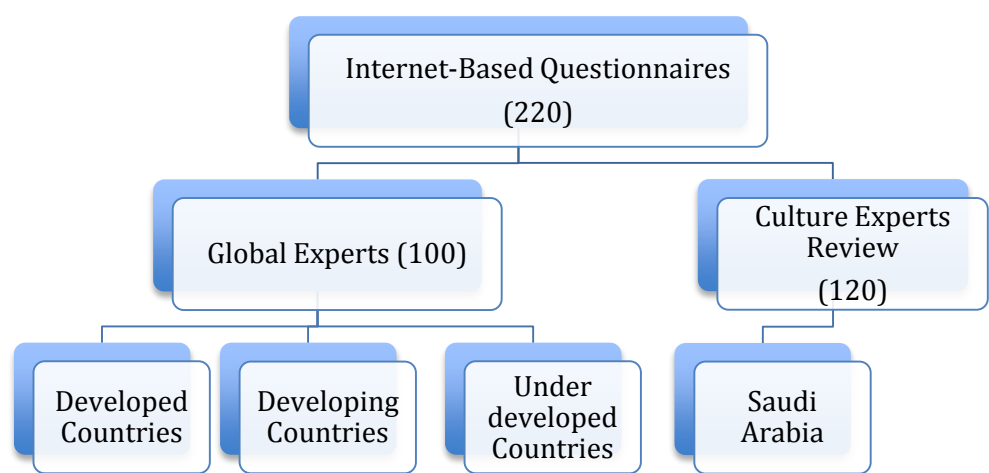 Internet-Based Questionnaires
(220)
Global Experts (100)
Culture Experts
Review
(120)
Developed
Countries
Developing
Countries
Under
developed
Countries
Saudi
Arabia